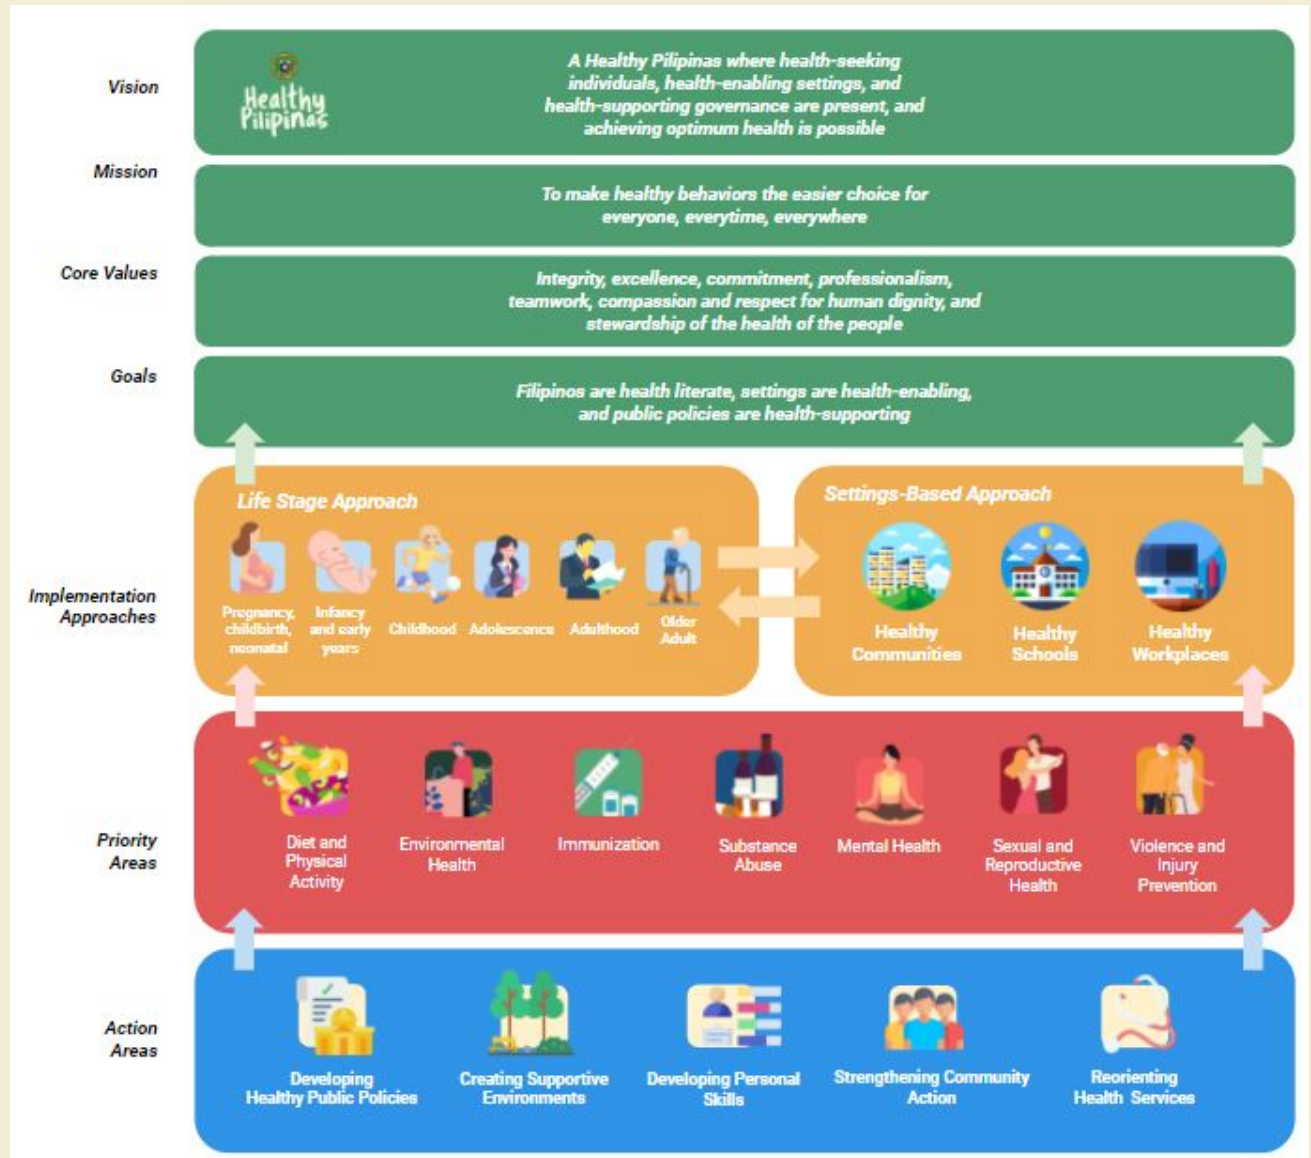 Vision
Healthy
Pilipinas
A Healthy Pilipinas where health-seeking
individuals, health-enabling settings, and
health-supporting governance are present, and
achieving optimum health is possible
Mission
To make healthy behaviors the easier choice for
everyone, everytime, everywhere
Core Values
Integrity, excellence, commitment, professionalism,
teamwork, compassion and respect for human dignity, and
stewardship of the health of the people
Goals
Filipinos are health literate, settings are health-enabling,
and public policies are health-supporting
Implementation
Approaches
Life Stage Approach
Pregnancy,
childbirth,
neonatal
Infancy
and early
years
Childhood
Adolescence
Adulthood
Older
Adult
Settings-Based Approach
Healthy
Communities
Healthy
Schools
Healthy
Workplaces
Priority
Areas
Diet and
Physical
Activity
Environmental
Health
Immunization
Substance
Abuse
Mental Health
Sexual and
Reproductive
Health
Violence and
Injury
Prevention
Action
Areas
Developing
Healthy Public Policies
Creating Supportive
Environments
Developing Personal
Skills
Strengthening Community
Action
Reorienting
Health Services